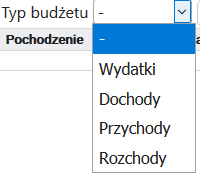 Typ budżetu -
Pochodzenie
-
Wydatki
Dochody
Przychody
Rozchody